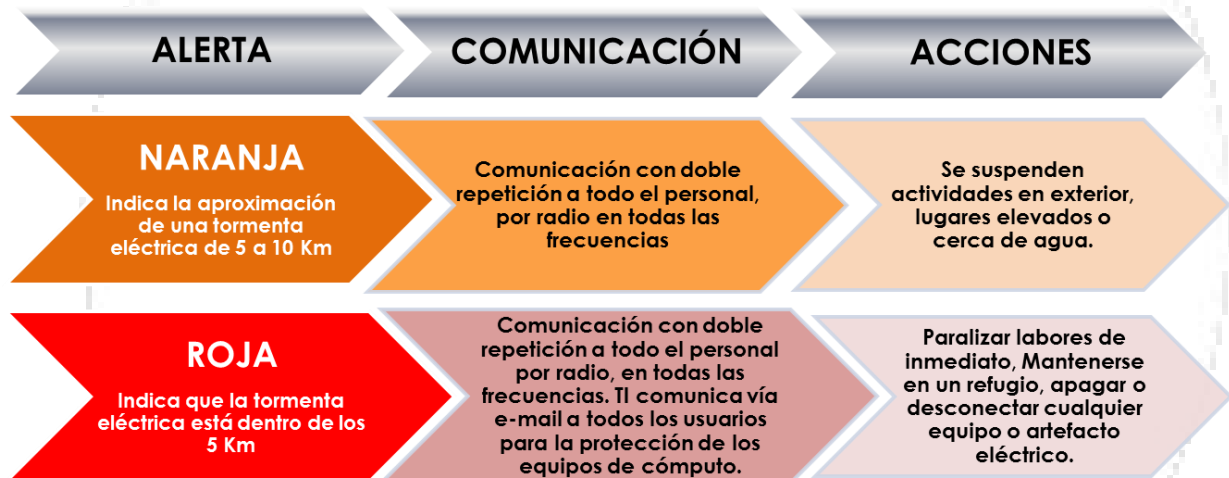 ALERTA
COMUNICACIÓN
ACCIONES
NARANJA
Indica la aproximación
de una tormenta
eléctrica de 5 a 10 Km
Comunicación con doble
repetición a todo el personal,
por radio en todas las
frecuencias
Se suspenden
actividades en exterior,
lugares elevados o
cerca de agua.
ROJA
Indica que la tormenta
eléctrica está dentro de los
5 Km
Comunicación con doble
repetición a todo el personal
por radio, en todas las
frecuencias. TI comunica vía
e-mail a todos los usuarios
para la protección de los
equipos de cómputo.
Paralizar labores de
inmediato, Mantenerse
en un refugio, apagar o
desconectar cualquier
equipo o artefacto
eléctrico.